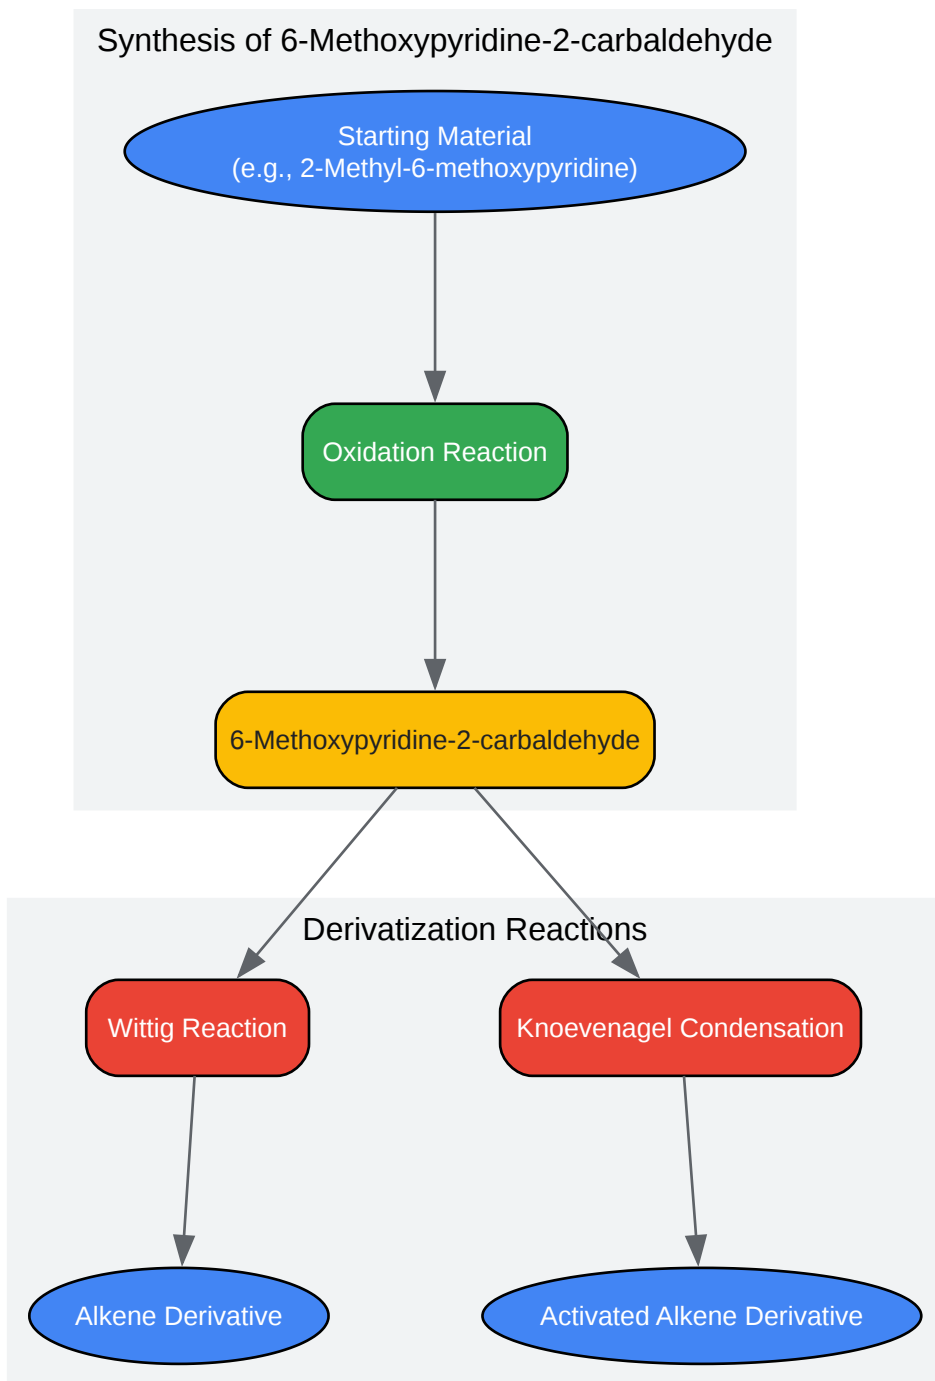 Synthesis of 6-Methoxypyridine-2-carbaldehyde
Starting Material
(e.g., 2-Methyl-6-methoxypyridine)
Oxidation Reaction
6-Methoxypyridine-2-carbaldehyde
Derivatization Reactions
Wittig Reaction
Knoevenagel Condensation
Alkene Derivative
Activated Alkene Derivative